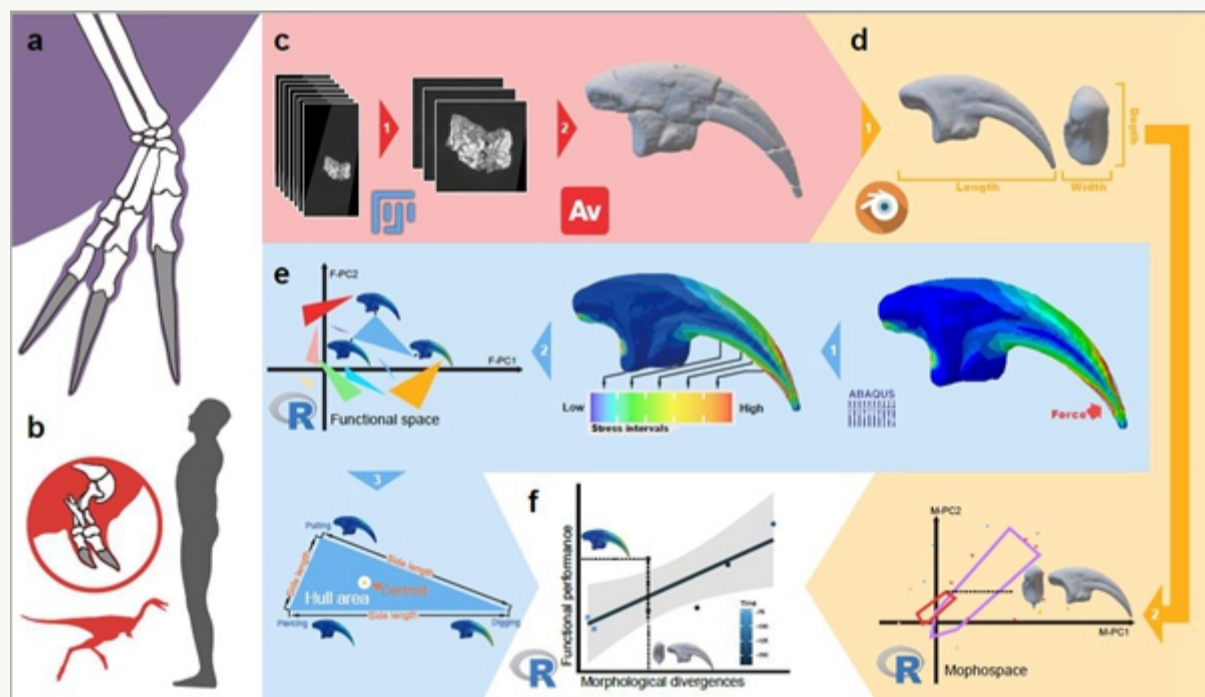 a
b
c
1
2
Av
d
1
Length
Width
Depth
e
F-PC2
F-PC1
Functional space
2
Low
High
Stress intervals
1
ABAQUS
Force
3
Pulling
Side length
Side length
Hull area
Centroid
Piercing
Side length
Digging
f
Functional performance
Time
Morphological divergences
M-PC2
M-PC1
2
Mophospace
R
R
R